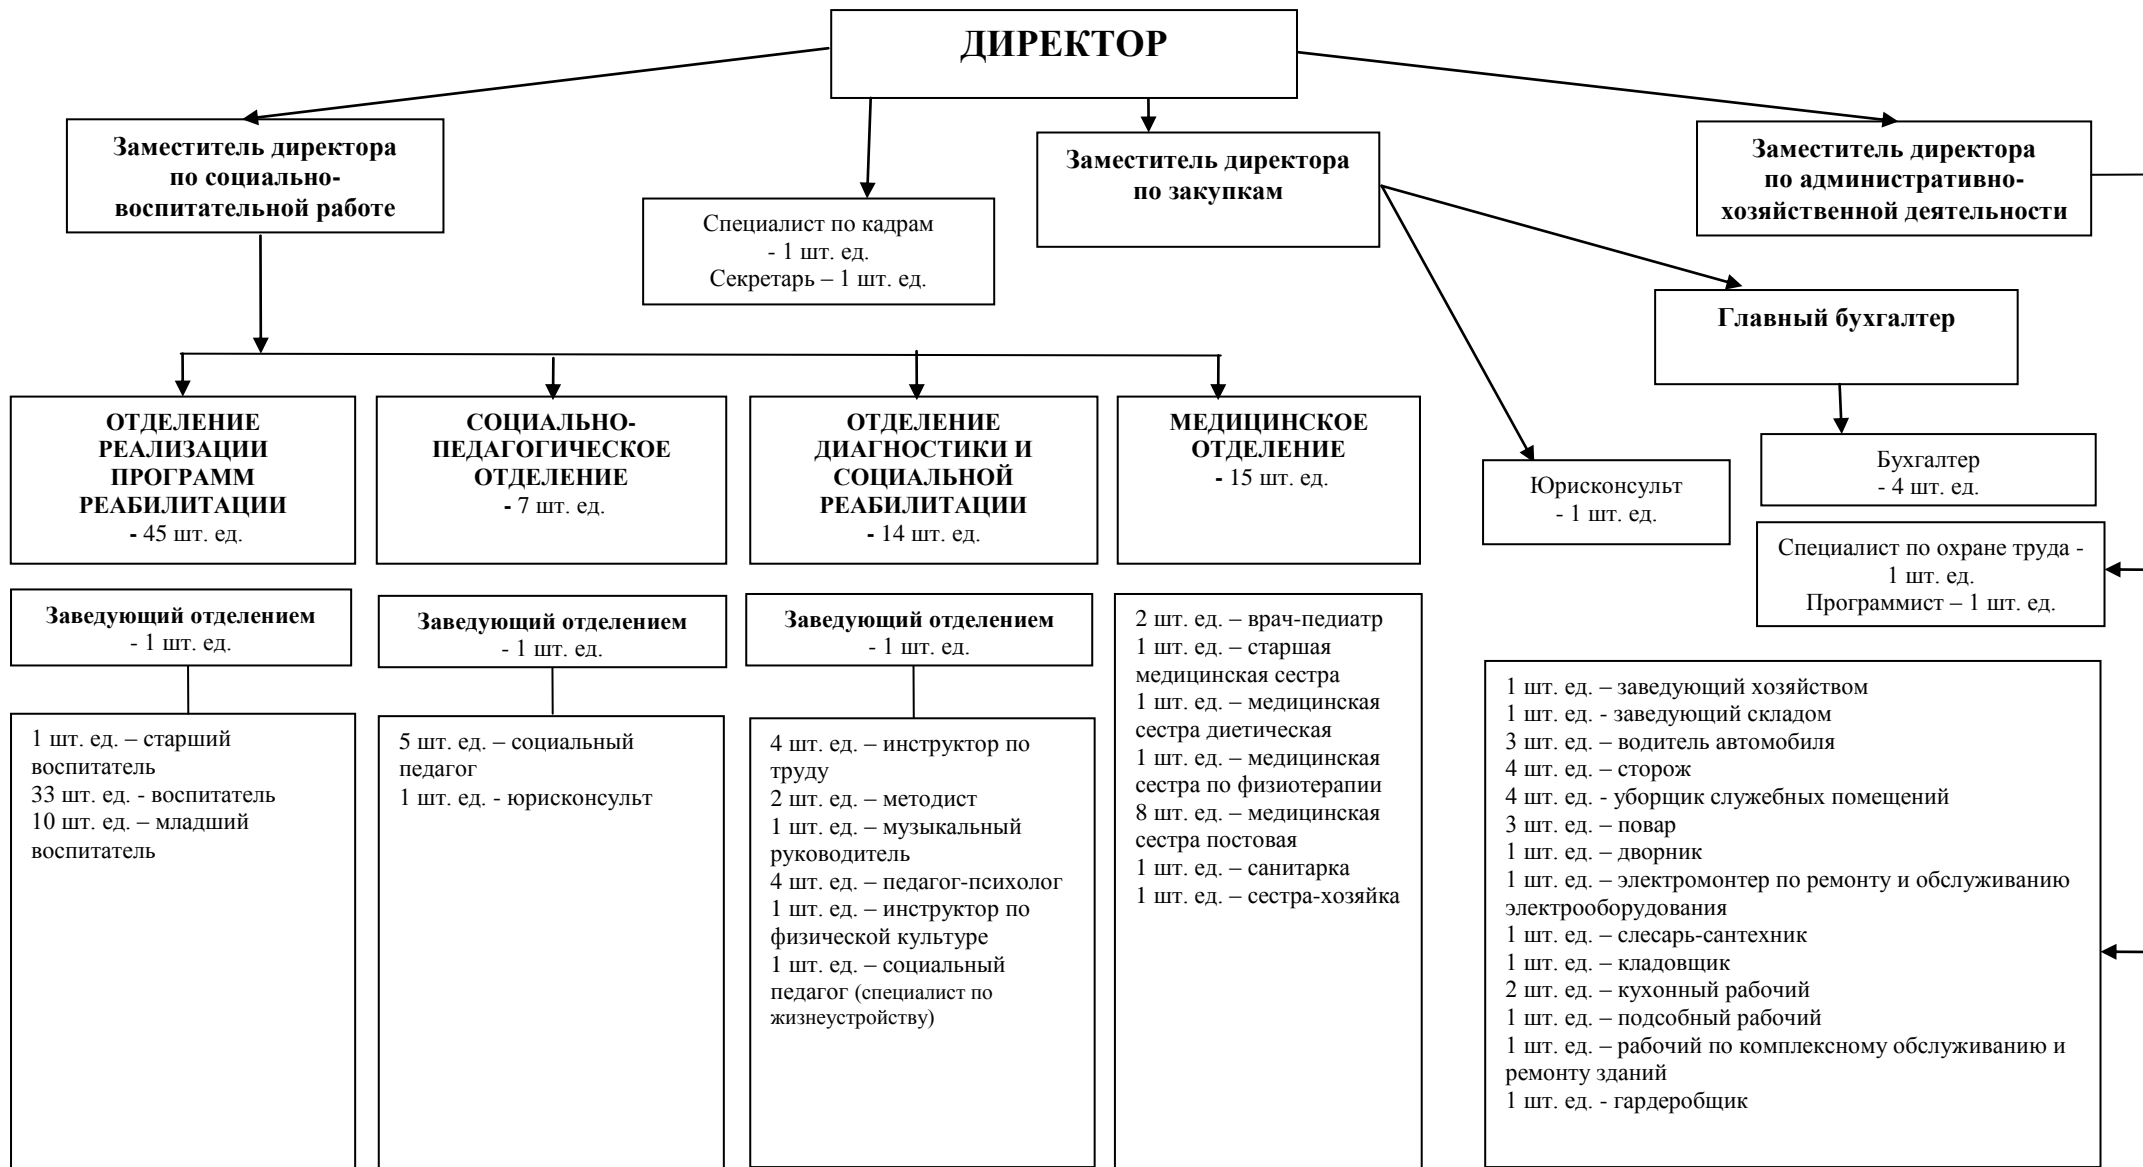 ДИРЕКТОР
Заместитель директора
по социально-
воспитательной работе
Специалист по кадрам
- 1 шт. ед.
Секретарь – 1 шт. ед.
Заместитель директора
по закупкам
Заместитель директора
по административно-
хозяйственной деятельности
Главный бухгалтер
ОТДЕЛЕНИЕ
РЕАЛИЗАЦИИ
ПРОГРАММ
РЕАБИЛИТАЦИИ
- 45 шт. ед.
СОЦИАЛЬНО-
ПЕДАГОГИЧЕСКОЕ
ОТДЕЛЕНИЕ
- 7 шт. ед.
ОТДЕЛЕНИЕ
ДИАГНОСТИКИ И
СОЦИАЛЬНОЙ
РЕАБИЛИТАЦИИ
- 14 шт. ед.
МЕДИЦИНСКОЕ
ОТДЕЛЕНИЕ
- 15 шт. ед.
Юрисконсульт
- 1 шт. ед.
Бухгалтер
- 4 шт. ед.
Специалист по охране труда -
1 шт. ед.
Программист – 1 шт. ед.
Заведующий отделением
- 1 шт. ед.
Заведующий отделением
- 1 шт. ед.
Заведующий отделением
- 1 шт. ед.
1 шт. ед. – старший
воспитатель
33 шт. ед. - воспитатель
10 шт. ед. – младший
воспитатель
5 шт. ед. – социальный
педагог
1 шт. ед. - юрисконсульт
4 шт. ед. – инструктор по
труду
2 шт. ед. – методист
1 шт. ед. – музыкальный
руководитель
4 шт. ед. – педагог-психолог
1 шт. ед. – инструктор по
физической культуре
1 шт. ед. – социальный
педагог (специалист по
жизнеустройству)
2 шт. ед. – врач-педиатр
1 шт. ед. – старшая
медицинская сестра
1 шт. ед. – медицинская
сестра диетическая
1 шт. ед. – медицинская
сестра по физиотерапии
8 шт. ед. – медицинская
сестра постовая
1 шт. ед. – санитарка
1 шт. ед. – сестра-хозяйка
1 шт. ед. – заведующий хозяйством
1 шт. ед. - заведующий складом
3 шт. ед. – водитель автомобиля
4 шт. ед. – сторож
4 шт. ед. - уборщик служебных помещений
3 шт. ед. – повар
1 шт. ед. – дворник
1 шт. ед. – электромонтер по ремонту и обслуживанию
электрооборудования
1 шт. ед. – слесарь-сантехник
1 шт. ед. – кладовщик
2 шт. ед. – кухонный рабочий
1 шт. ед. – подсобный рабочий
1 шт. ед. – рабочий по комплексному обслуживанию и
ремонту зданий
1 шт. ед. - гардеробщик